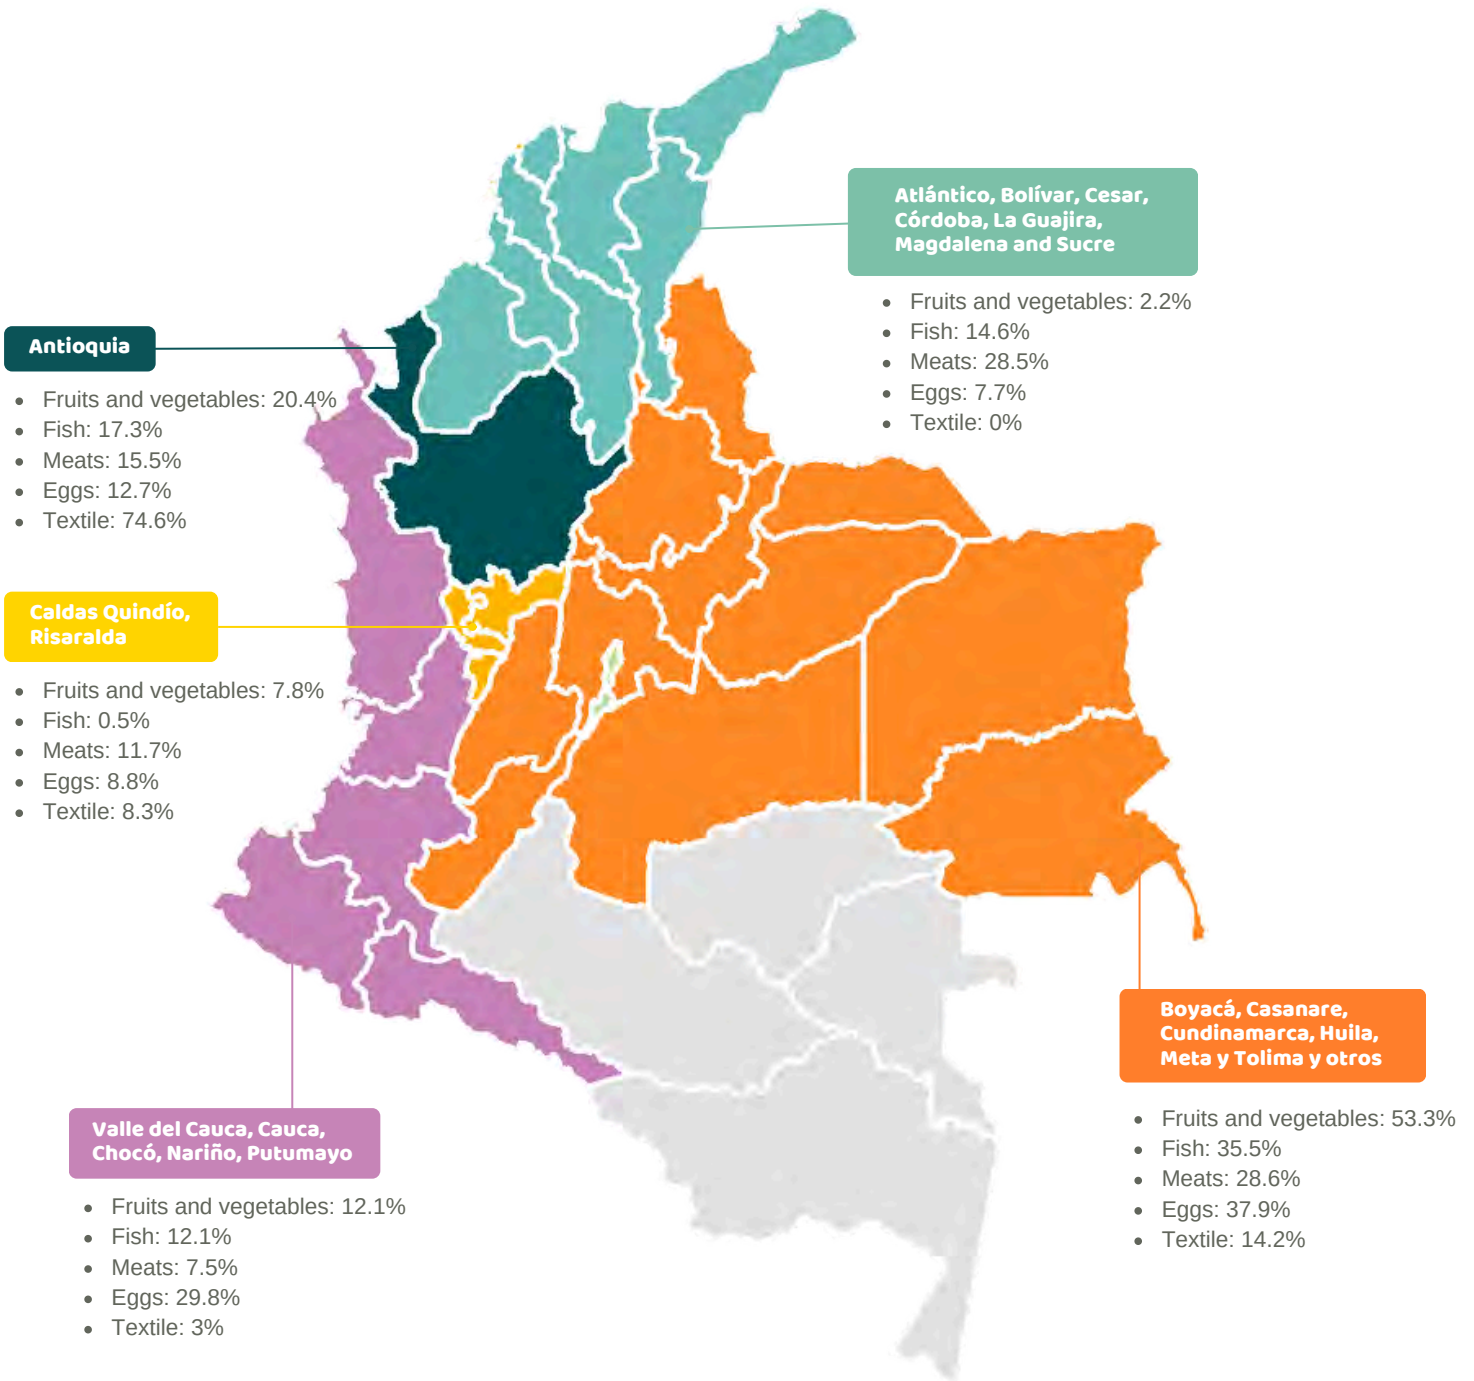 Atlántico, Bolívar, Cesar,
Córdoba, La Guajira,
Magdalena and Sucre
• Fruits and vegetables: 2.2%
• Fish: 14.6%
• Meats: 28.5%
• Eggs: 7.7%
• Textile: 0%
Antioquia
• Fruits and vegetables: 20.4%
• Fish: 17.3%
• Meats: 15.5%
• Eggs: 12.7%
• Textile: 74.6%
Caldas Quindío,
Risaralda
• Fruits and vegetables: 7.8%
• Fish: 0.5%
• Meats: 11.7%
• Eggs: 8.8%
• Textile: 8.3%
Boyacá, Casanare,
Cundinamarca, Huila,
Meta y Tolima y otros
• Fruits and vegetables: 53.3%
• Fish: 35.5%
• Meats: 28.6%
• Eggs: 37.9%
• Textile: 14.2%
Valle del Cauca, Cauca,
Chocó, Nariño, Putumayo
• Fruits and vegetables: 12.1%
• Fish: 12.1%
• Meats: 7.5%
• Eggs: 29.8%
• Textile: 3%